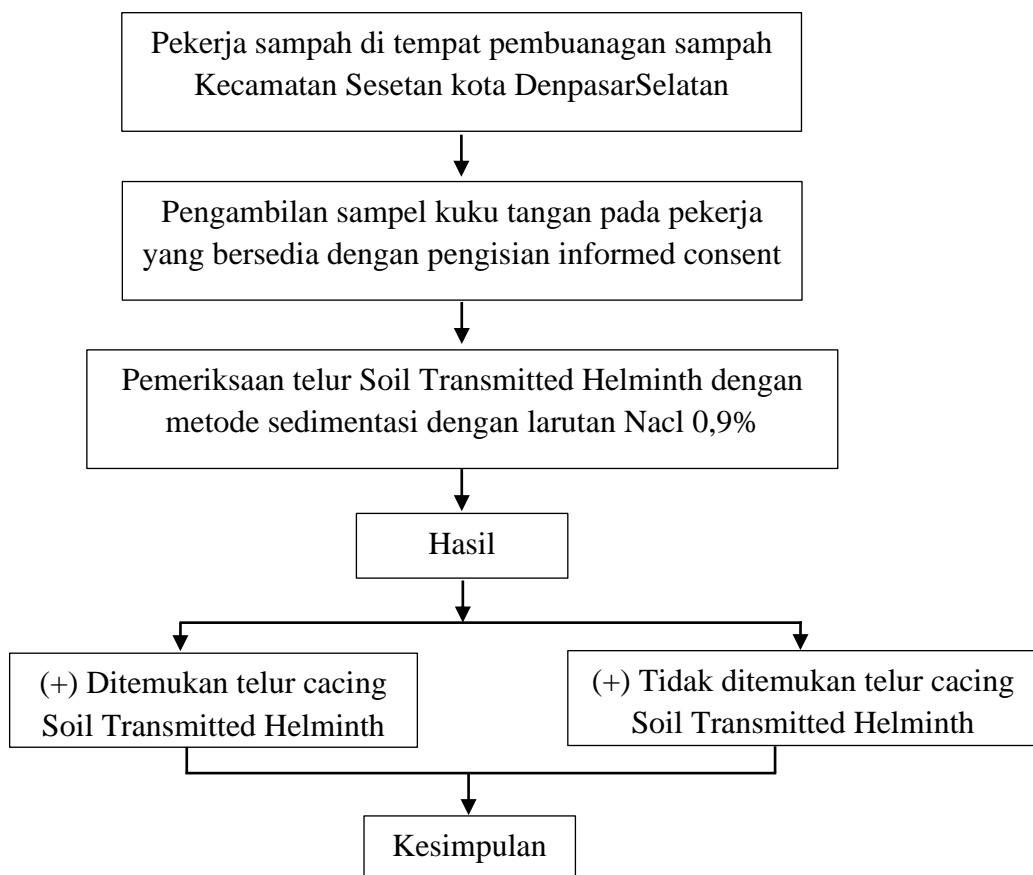 Pekerja sampah di tempat pembuanagan sampah
Kecamatan Sesetan kota DenpasarSelatan
Pengambilan sampel kuku tangan pada pekerja
yang bersedia dengan pengisian informed consent
Pemeriksaan telur Soil Transmitted Helminth dengan
metode sedimentasi dengan larutan Nacl 0,9%
Hasil
(+) Ditemukan telur cacing
Soil Transmitted Helminth
(+) Tidak ditemukan telur cacing
Soil Transmitted Helminth
Kesimpulan